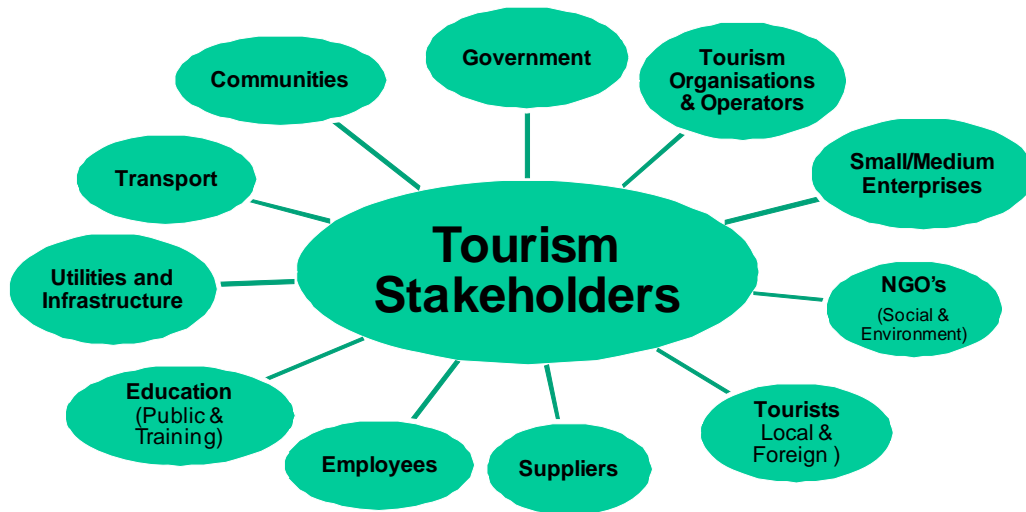 Tourism
Stakeholders
Government
Tourism
Organisations
& Operators
Small/Medium
Enterprises
NGO's
(Social &
Environment)
Tourists
Local &
Foreign )
Suppliers
Employees
Education
(Public &
Training)
Utilities and
Infrastructure
Transport
Communities